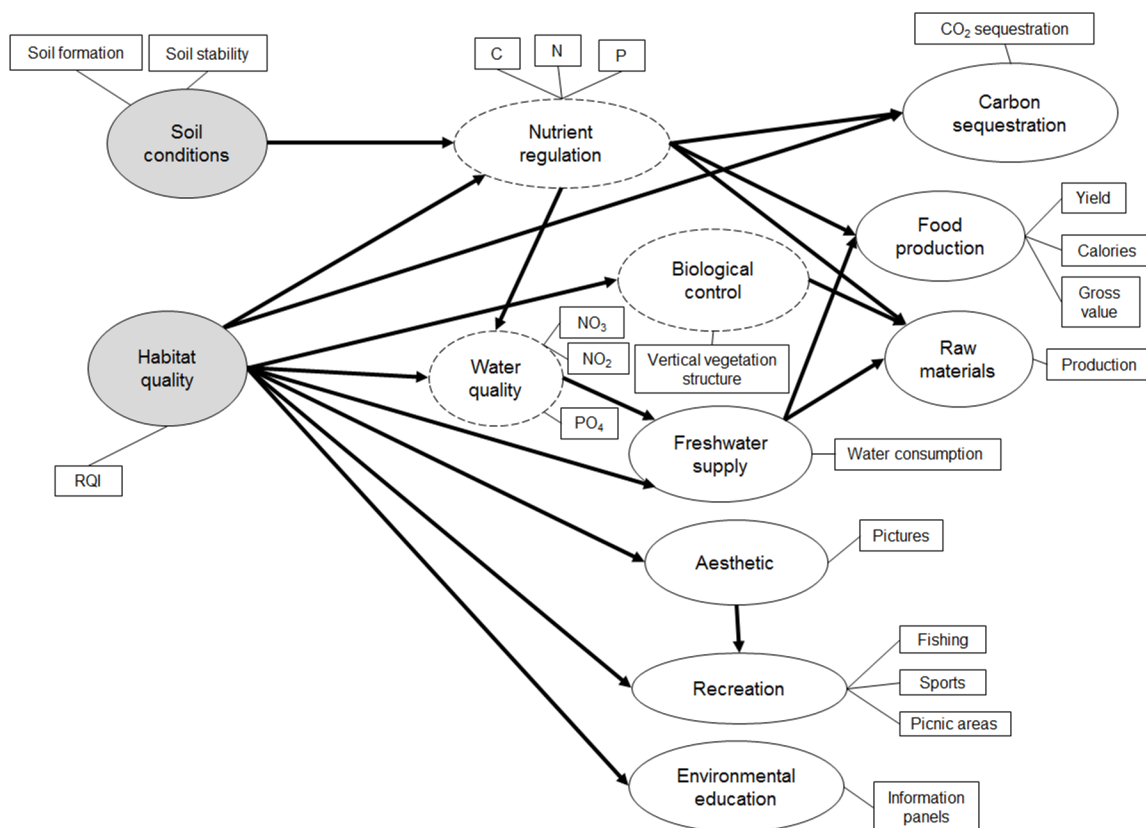 CO₂ sequestration
Soil formation
Soil stability
C
N
P
Carbon
sequestration
Soil
conditions
Nutrient
regulation
Yield
Food
production
Calories
Gross
value
Biological
control
NO₃
NO₂
Vertical vegetation
structure
Raw
materials
Production
Habitat
quality
Water
quality
PO₄
Freshwater
supply
Water consumption
RQI
Pictures
Aesthetic
Fishing
Recreation
Sports
Picnic areas
Environmental
education
Information
panels